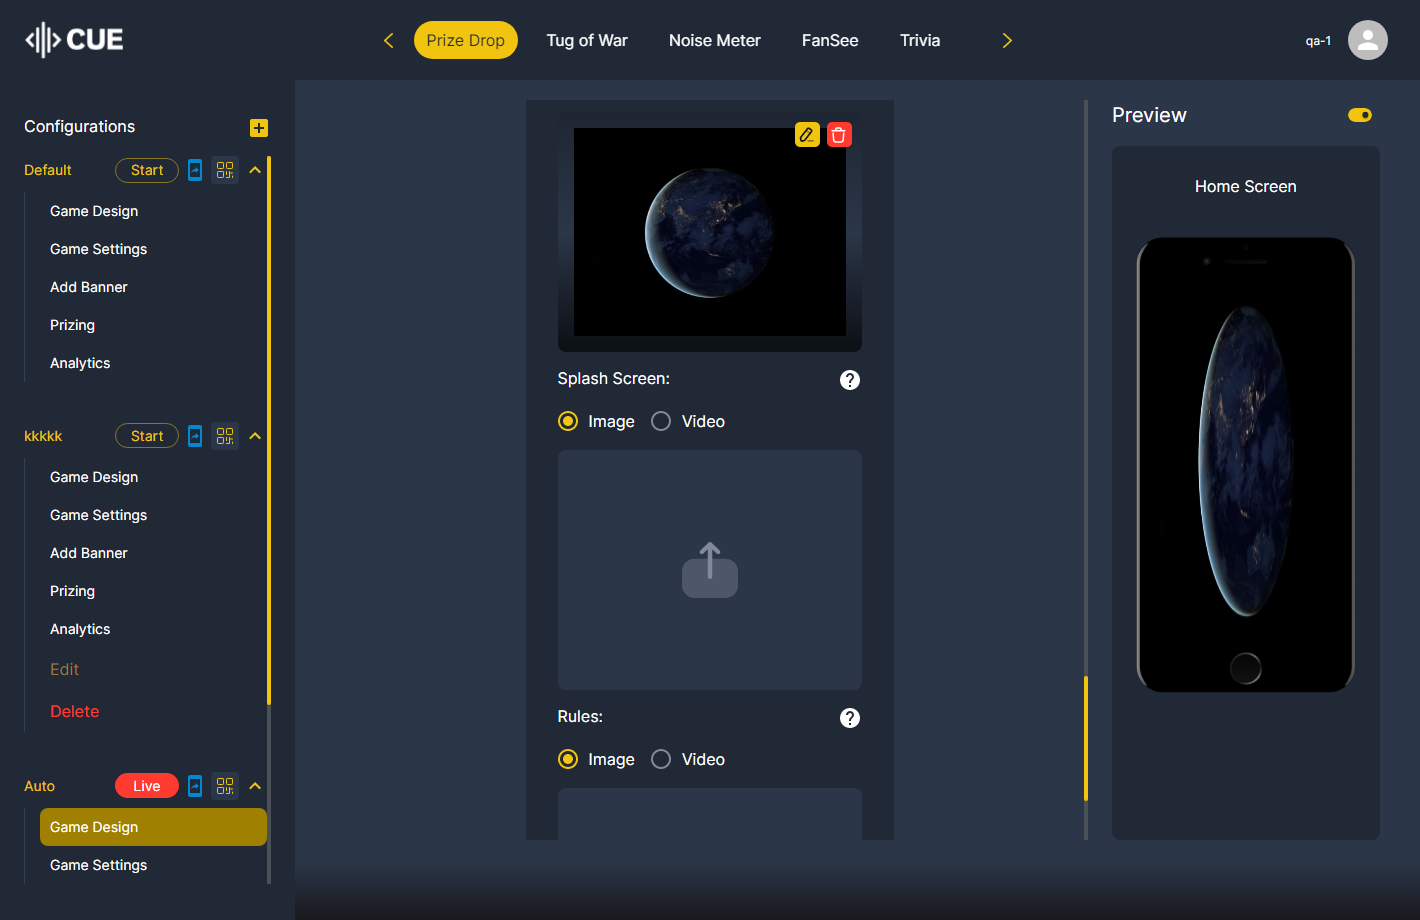 CUE
Prize Drop
Tug of War
Noise Meter
FanSee
Trivia
qa-1
Configurations
Default
Start
Game Design
Game Settings
Add Banner
Prizing
Analytics
kkkkk
Start
Game Design
Game Settings
Add Banner
Prizing
Analytics
Edit
Delete
Auto
Live
Game Design
Game Settings
Splash Screen:
?
Image
Video
Rules:
?
Image
Video
Preview
Home Screen